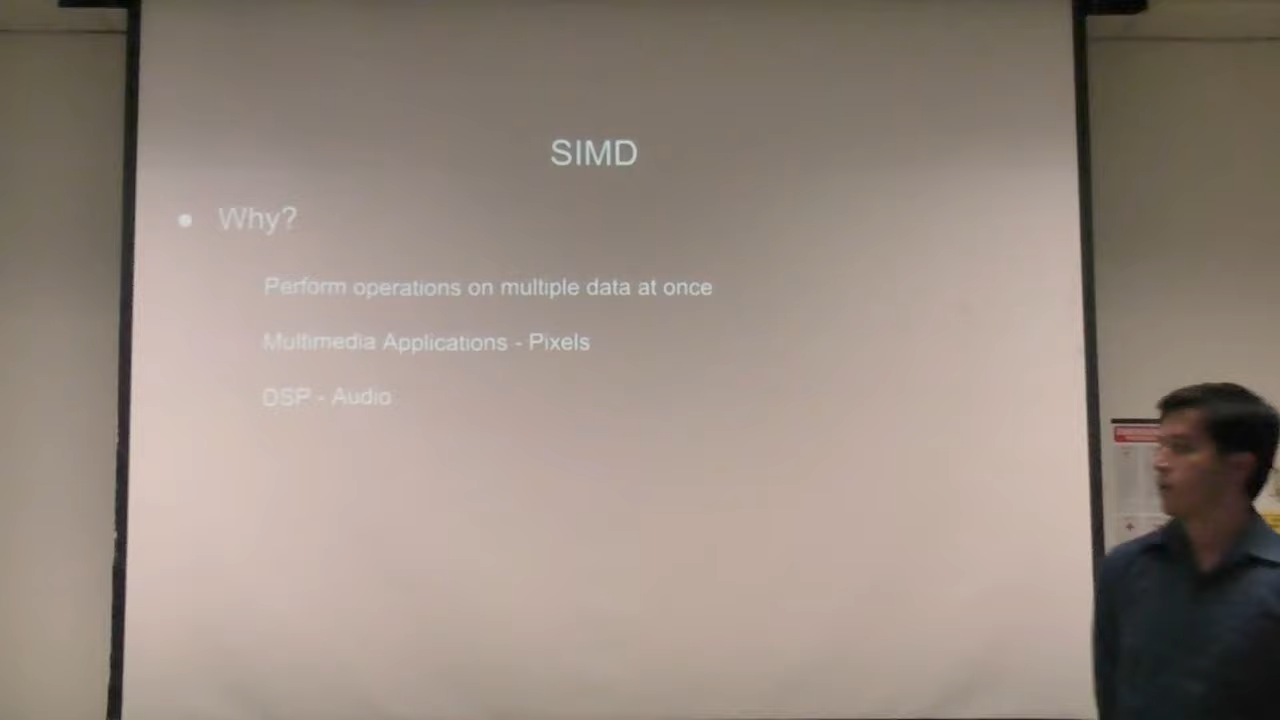 SIMD
● Why?
Perform operations on multiple data at once
Multimedia Applications - Pixels
DSP - Audio